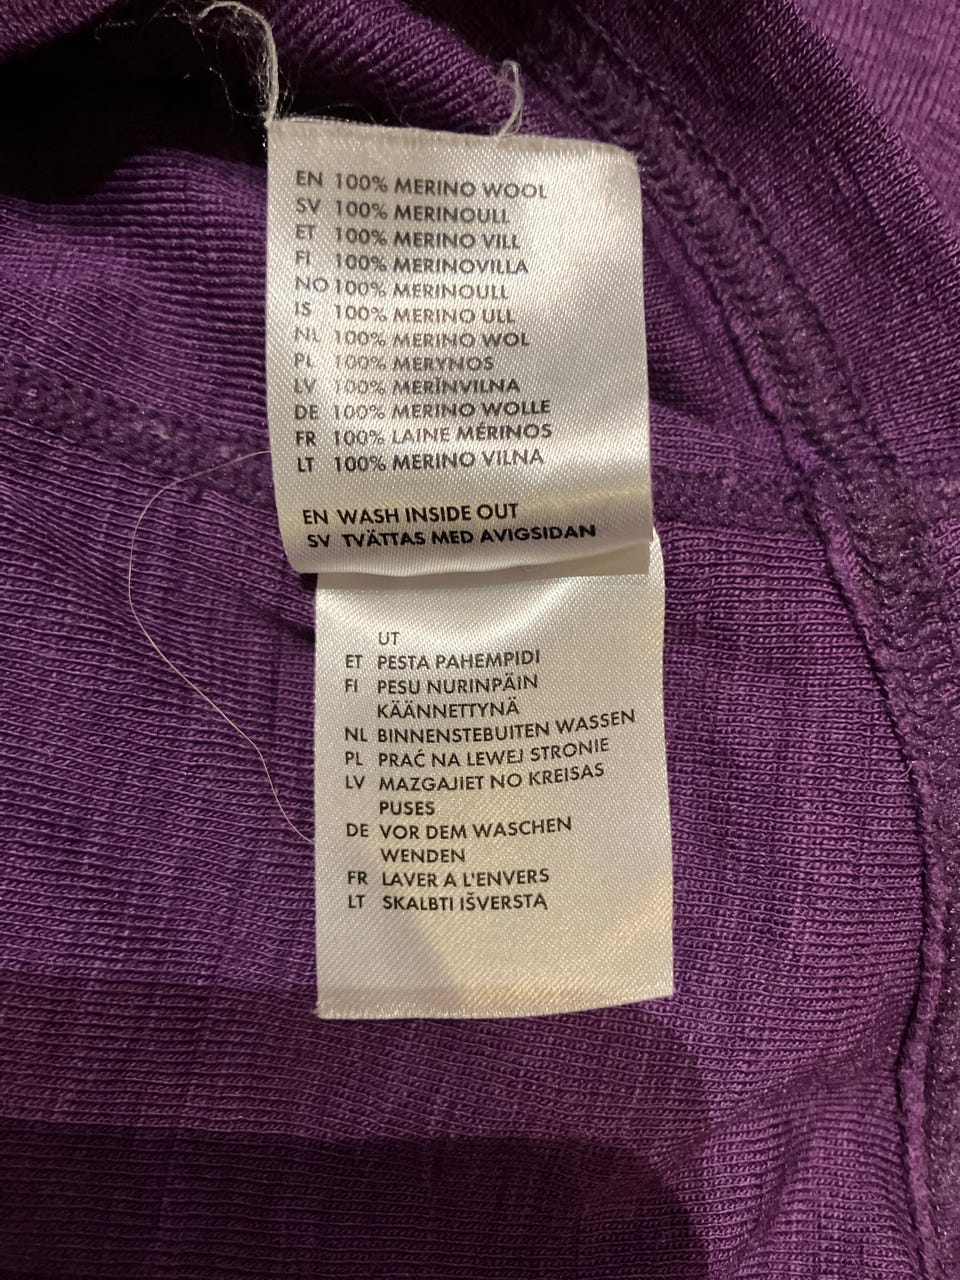 EN 100% MERINO WOOL
SV 100% MERINOULL
ET 100% MERINO VILL
FI 100% MERINOVILLA
NO 100% MERINOULL
IS 100% MERINO ULL
NL 100% MERINO WOL
PL 100% MERYNOS
LV 100% MERĪNVILNA
DE 100% MERINO WOLLE
FR 100% LAINE MÉRINOS
LT 100% MERINO VILNA
EN WASH INSIDE OUT
SV TVÄTTAS MED AVIGSIDAN
UT
ET PESTA PAHEMPIDI
FI PESU NURINPÄIN
KÄÄNNETTYNÄ
NL BINNENSTEBUITEN WASSEN
PL PRAĆ NA LEWEJ STRONIE
LV MAZGAJIET NO KREISAS
PUSES
DE VOR DEM WASCHEN
WENDEN
FR LAVER A L'ENVERS
LT SKALBTI IŠVERSTĄ